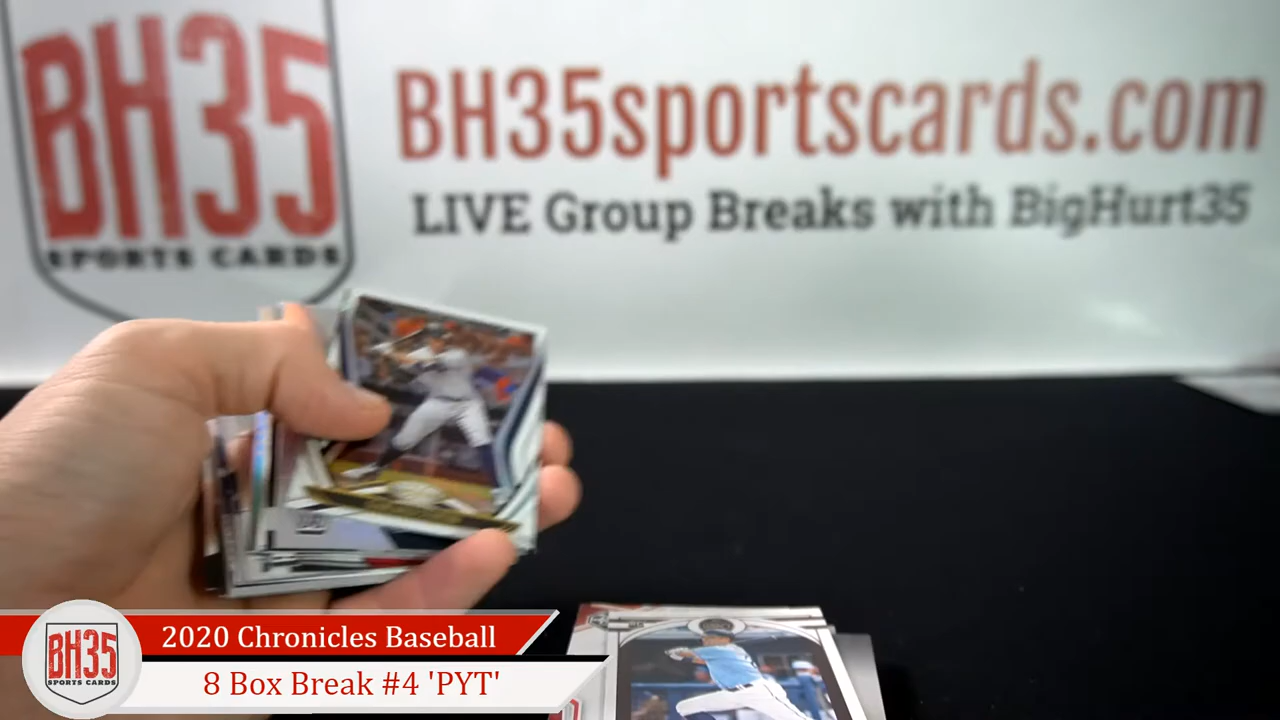 BH35
SPORTS CARDS
BH35sportscards.com
LIVE Group Breaks with BigHurt35
BH35
SPORTS CARDS
2020 Chronicles Baseball
8 Box Break #4 'PYT'